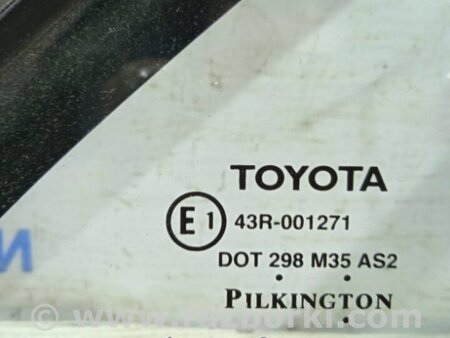 TOYOTA
E1 43R-001271
DOT 298 M35 AS2
PILKINGTON